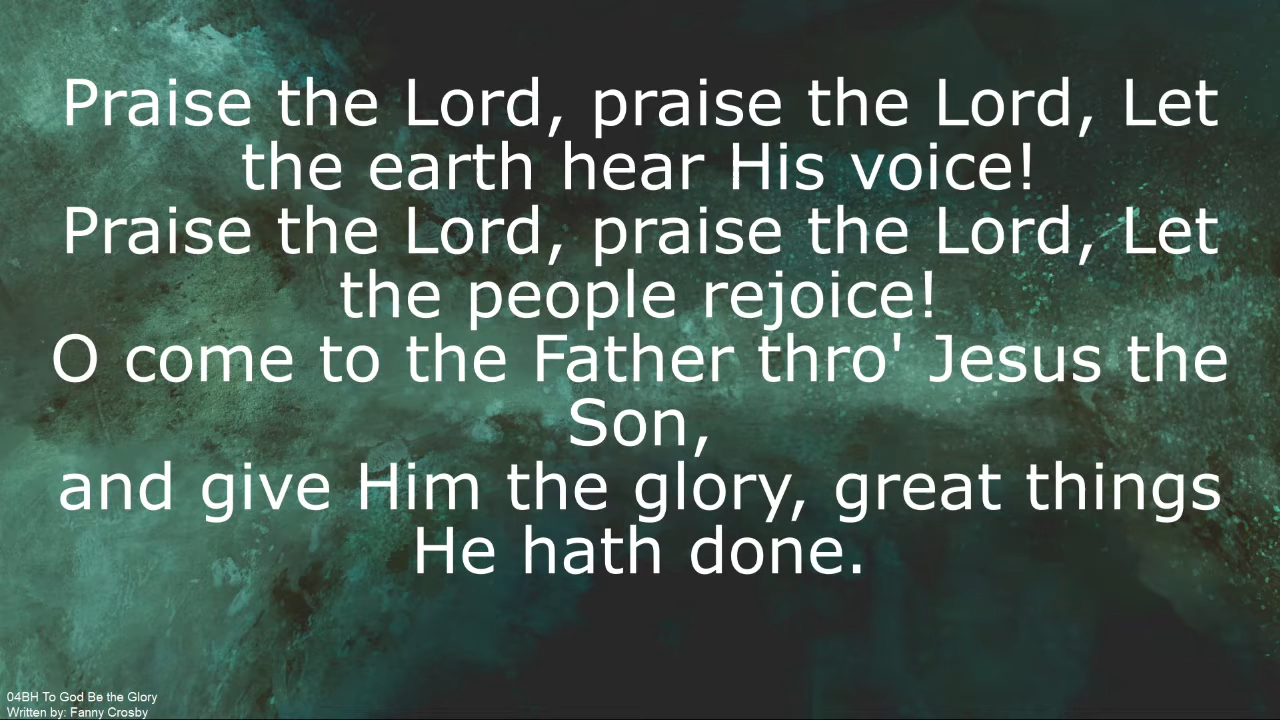 Praise the Lord, praise the Lord, Let
the earth hear His voice!
Praise the Lord, praise the Lord, Let
the people rejoice!
O come to the Father thro' Jesus the
Son,
and give Him the glory, great things
He hath done.
04BH To God Be the Glory
Written by: Fanny Crosby